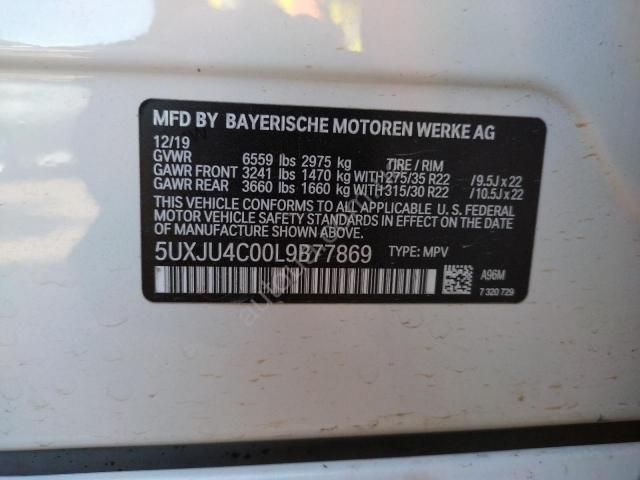 MFD BY BAYERISCHE MOTOREN WERKE AG
12/19
GVWR 6559 lbs 2975 kg TIRE / RIM
GAWR FRONT 3241 lbs 1470 kg WITH 275/35 R22 /9.5J x 22
GAWR REAR 3660 lbs 1660 kg WITH 315/30 R22 /10.5J x 22
THIS VEHICLE CONFORMS TO ALL APPLICABLE U. S. FEDERAL
MOTOR VEHICLE SAFETY STANDARDS IN EFFECT ON THE DATE
OF MANUFACTURE SHOWN ABOVE.
5UXJU4C00L9B77869 TYPE: MPV
A96M
7 320 729